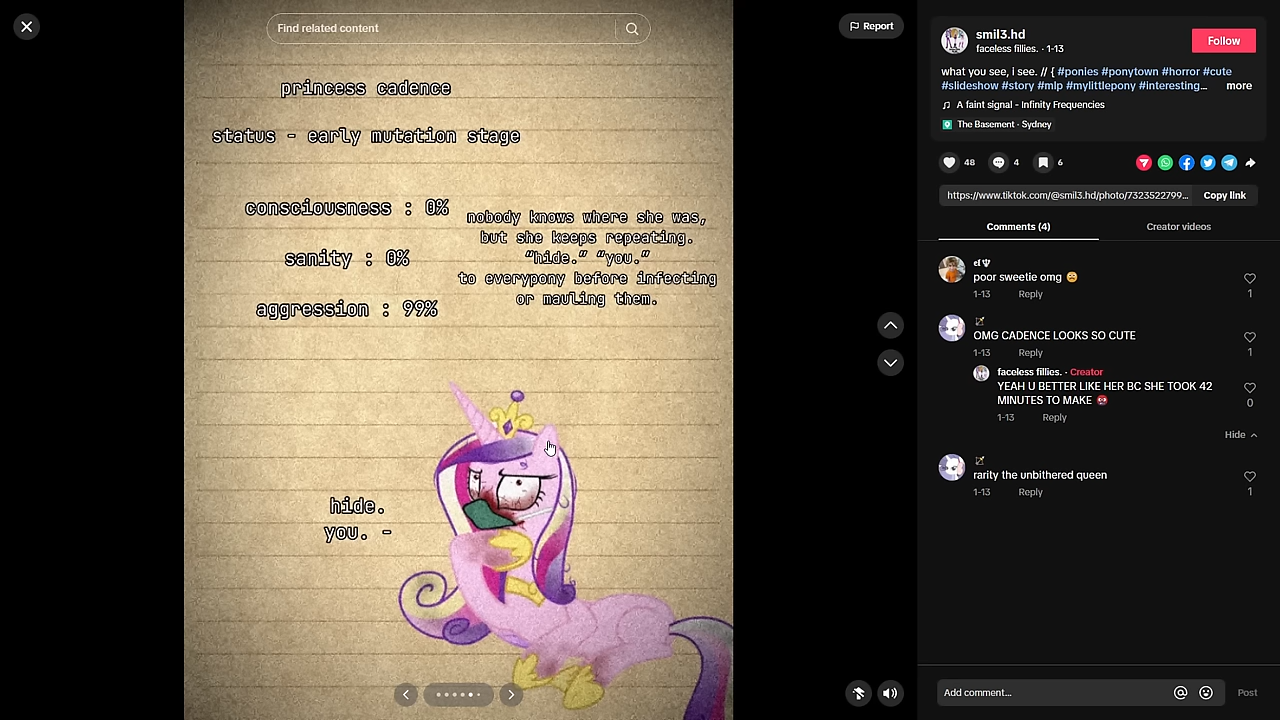 Find related content
Report
princess cadence
status - early mutation stage
consciousness : 0%
sanity : 0%
aggression : 99%
nobody knows where she was,
but she keeps repeating.
“hide.” “you.”
to everypony before infecting
or mauling them.
hide.
you. -
smil3.hd
faceless fillies. · 1-13
Follow
what you see, i see. // { #ponies #ponytown #horror #cute
#slideshow #story #mlp #mylittlepony #interesting... more
A faint signal - Infinity Frequencies
The Basement · Sydney
48
4
6
https://www.tiktok.com/@smil3.hd/photo/7323522799...
Copy link
Comments (4)
Creator videos
poor sweetie omg
1-13 Reply
1
OMG CADENCE LOOKS SO CUTE
1-13 Reply
1
faceless fillies. · Creator
YEAH U BETTER LIKE HER BC SHE TOOK 42
MINUTES TO MAKE
1-13 Reply
0
Hide
rarity the unbithered queen
1-13 Reply
1
Add comment...
Post